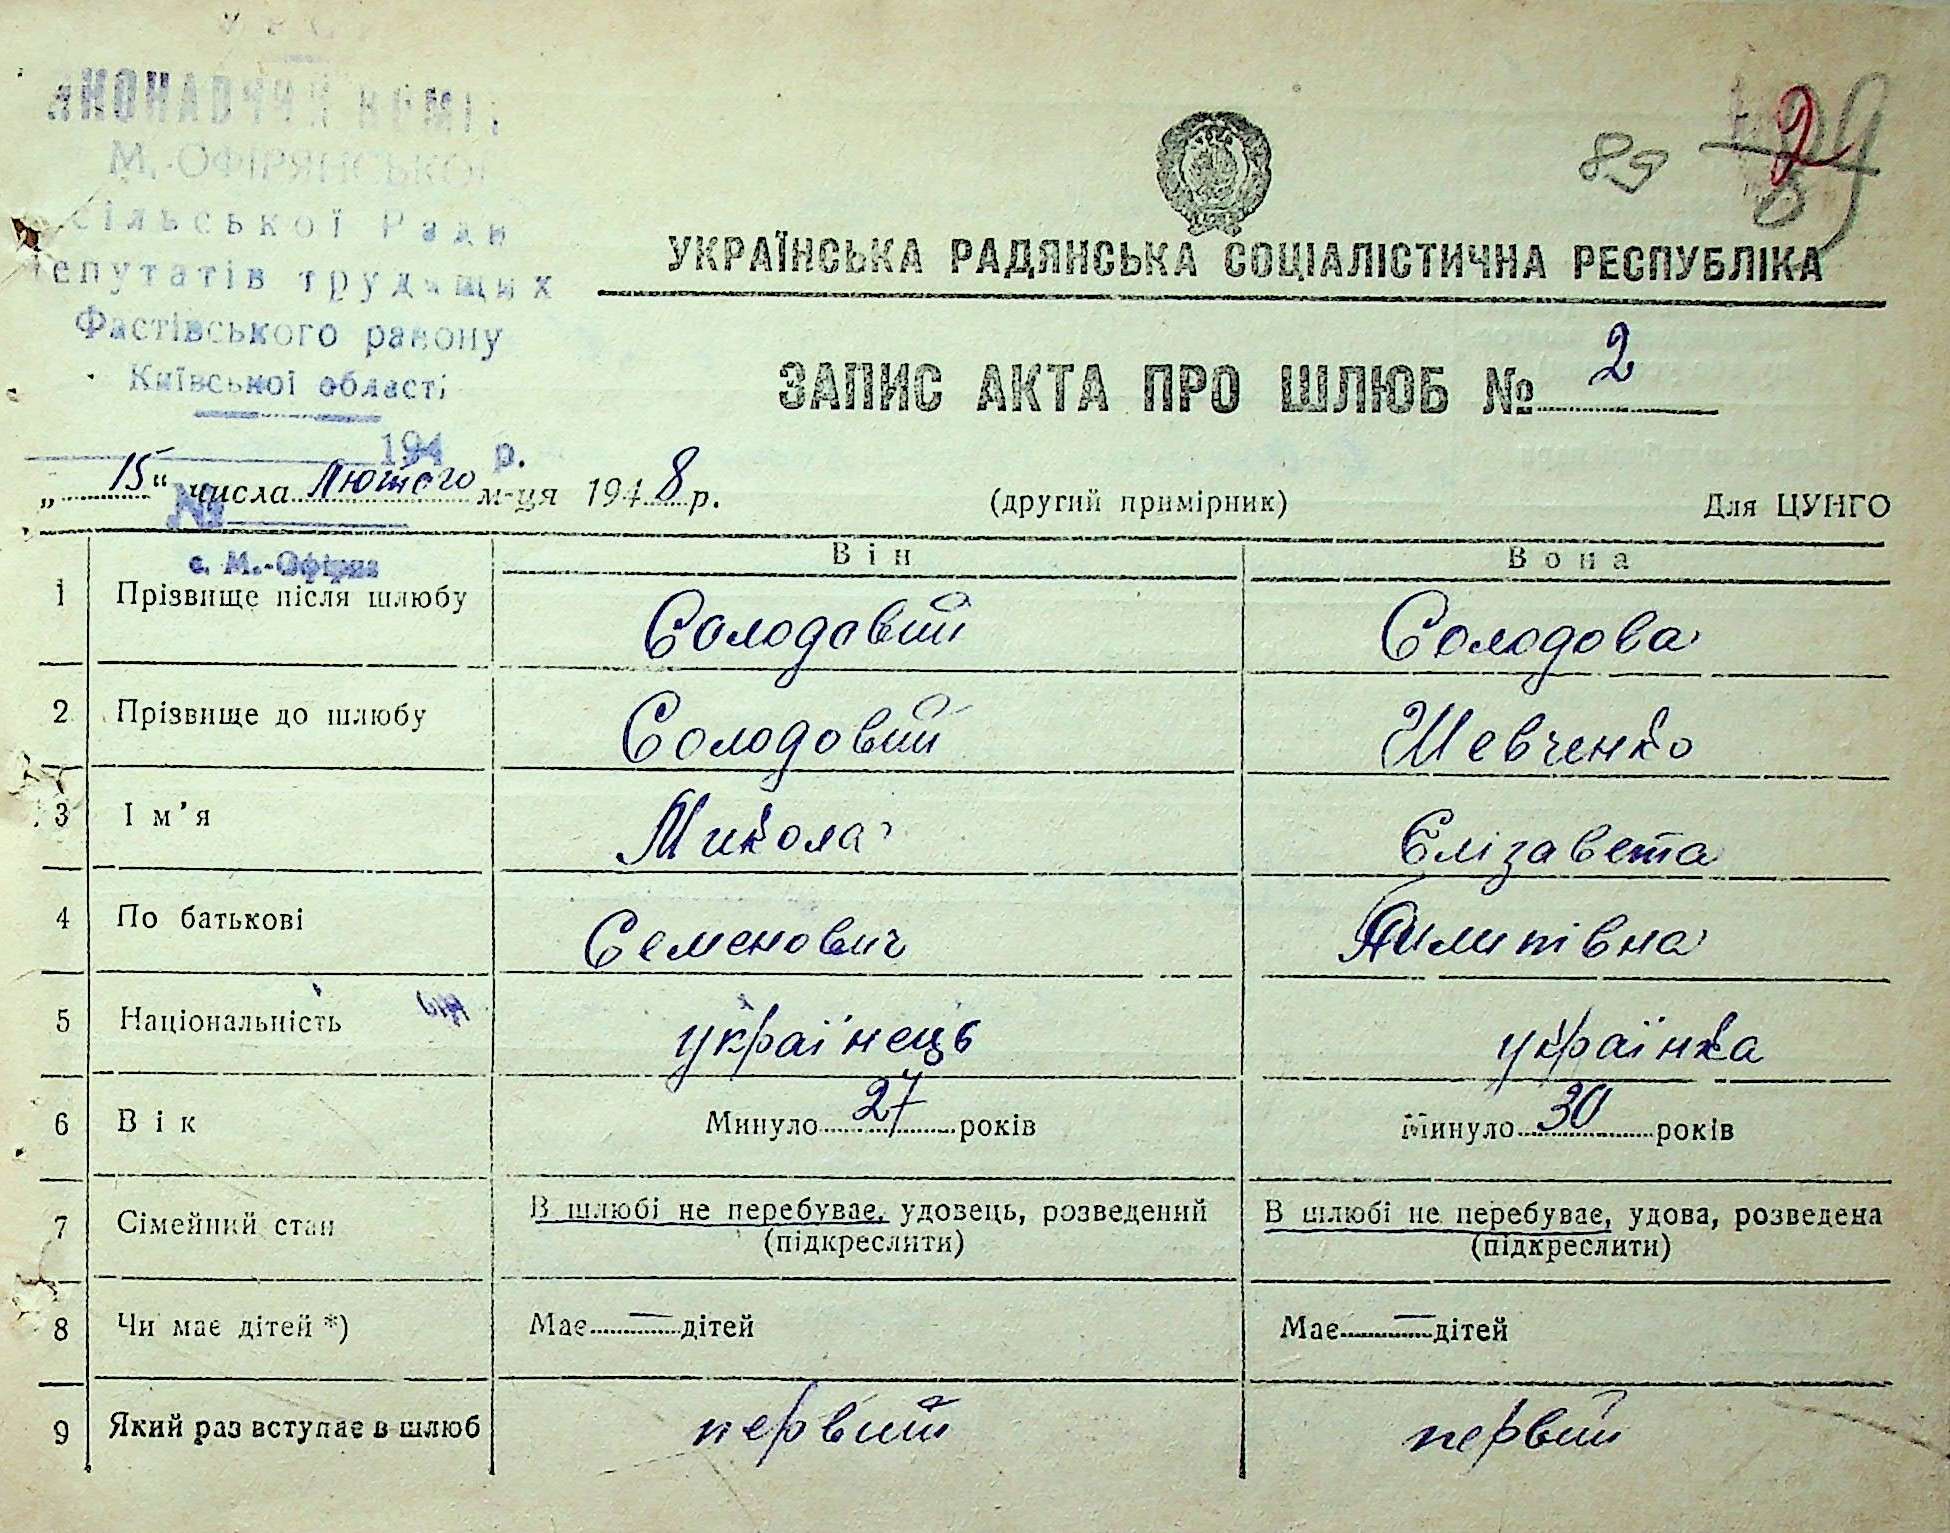 УРСР
ВИКОНАВЧИЙ КОМІ
М.-ОФІРЯНСЬКОЇ
сільської Ради
депутатів трудящих
Фастівського району
Київської області
194 р.
№
с. М.-Офірна
89
2
УКРАЇНСЬКА РАДЯНСЬКА СОЦІАЛІСТИЧНА РЕСПУБЛІКА
ЗАПИС АКТА ПРО ШЛЮБ № 2
„15“ числа Лютого м-ця 1948 р. (другий примірник) Для ЦУНГО
Він Вона
1 Прізвище після шлюбу Солодовий Солодова
2 Прізвище до шлюбу Солодовий Шевченко
3 Ім'я Микола Єлізавета
4 По батькові Семенович Пилипівна
5 Національність українець українка
6 Вік Минуло 27 років Минуло 30 років
7 Сімейний стан В шлюбі не перебуває, удовець, розведений В шлюбі не перебуває, удова, розведена
(підкреслити) (підкреслити)
8 Чи має дітей *) Має — дітей Має — дітей
9 Який раз вступає в шлюб первий первий